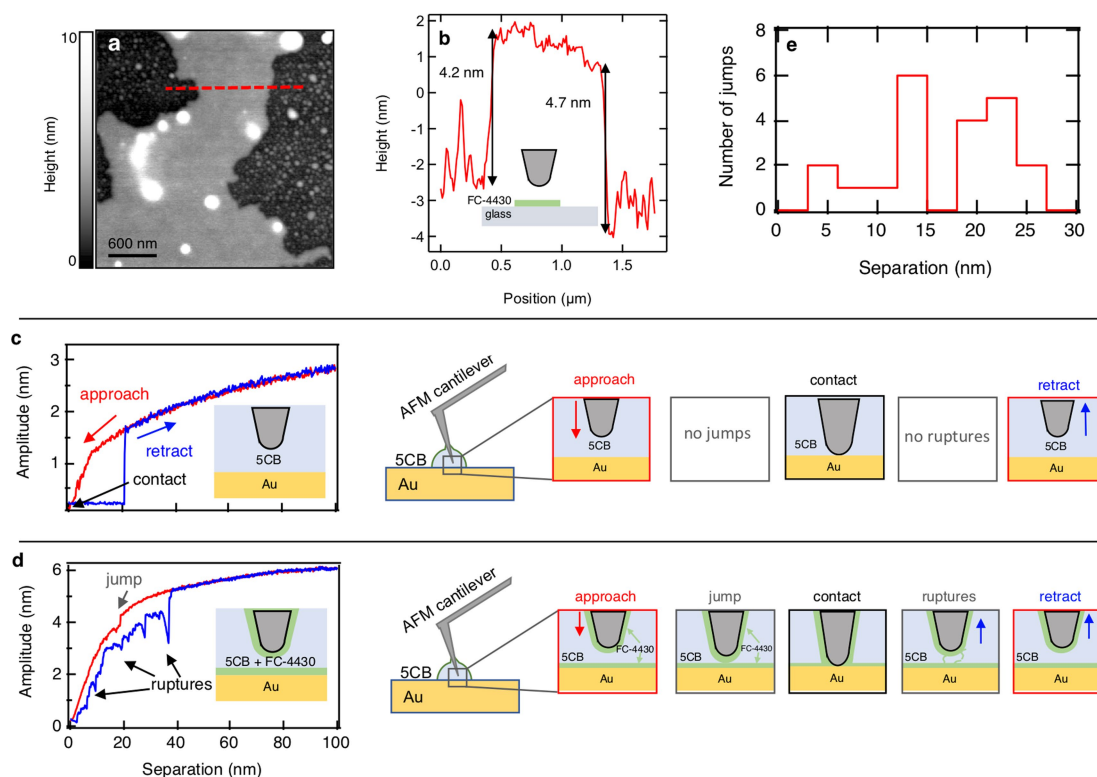 a
10
Height (nm)
0
600 nm
b
2
1
0
-1
-2
-3
-4
Height (nm)
4.2 nm
4.7 nm
FC-4430
glass
0.0 0.5 1.0 1.5
Position (µm)
e
8
6
4
2
0
Number of jumps
0 5 10 15 20 25 30
Separation (nm)
c
3
2
1
Amplitude (nm)
approach
retract
contact
5CB
Au
AFM cantilever
5CB
Au
approach
5CB
Au
no jumps
contact
5CB
Au
no ruptures
retract
5CB
Au
d
6
4
2
0
Amplitude (nm)
jump
ruptures
5CB + FC-4430
Au
0 20 40 60 80 100
Separation (nm)
AFM cantilever
5CB
Au
approach
FC-4430
5CB
Au
jump
FC-4430
5CB
Au
contact
5CB
Au
ruptures
5CB
Au
retract
5CB
Au